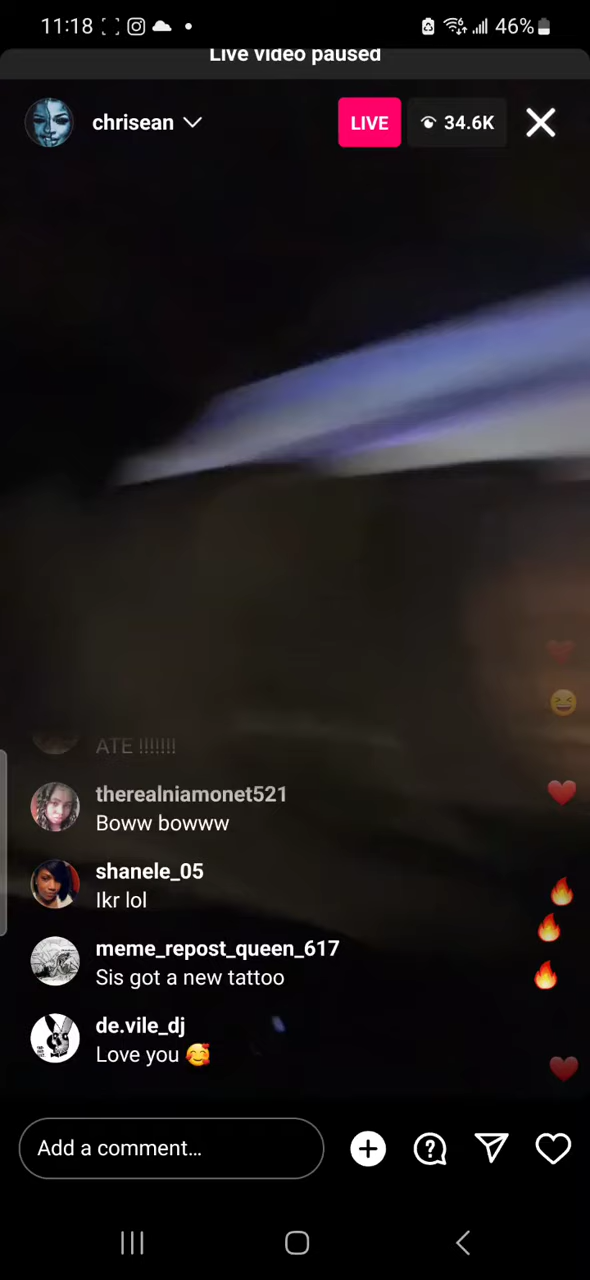 11:18
46%
Live video paused
chrisean
LIVE
34.6K
ATE !!!!!!!
therealniamonet521
Boww bowww
shanele_05
Ikr lol
meme_repost_queen_617
Sis got a new tattoo
de.vile_dj
Love you 🥰
Add a comment...